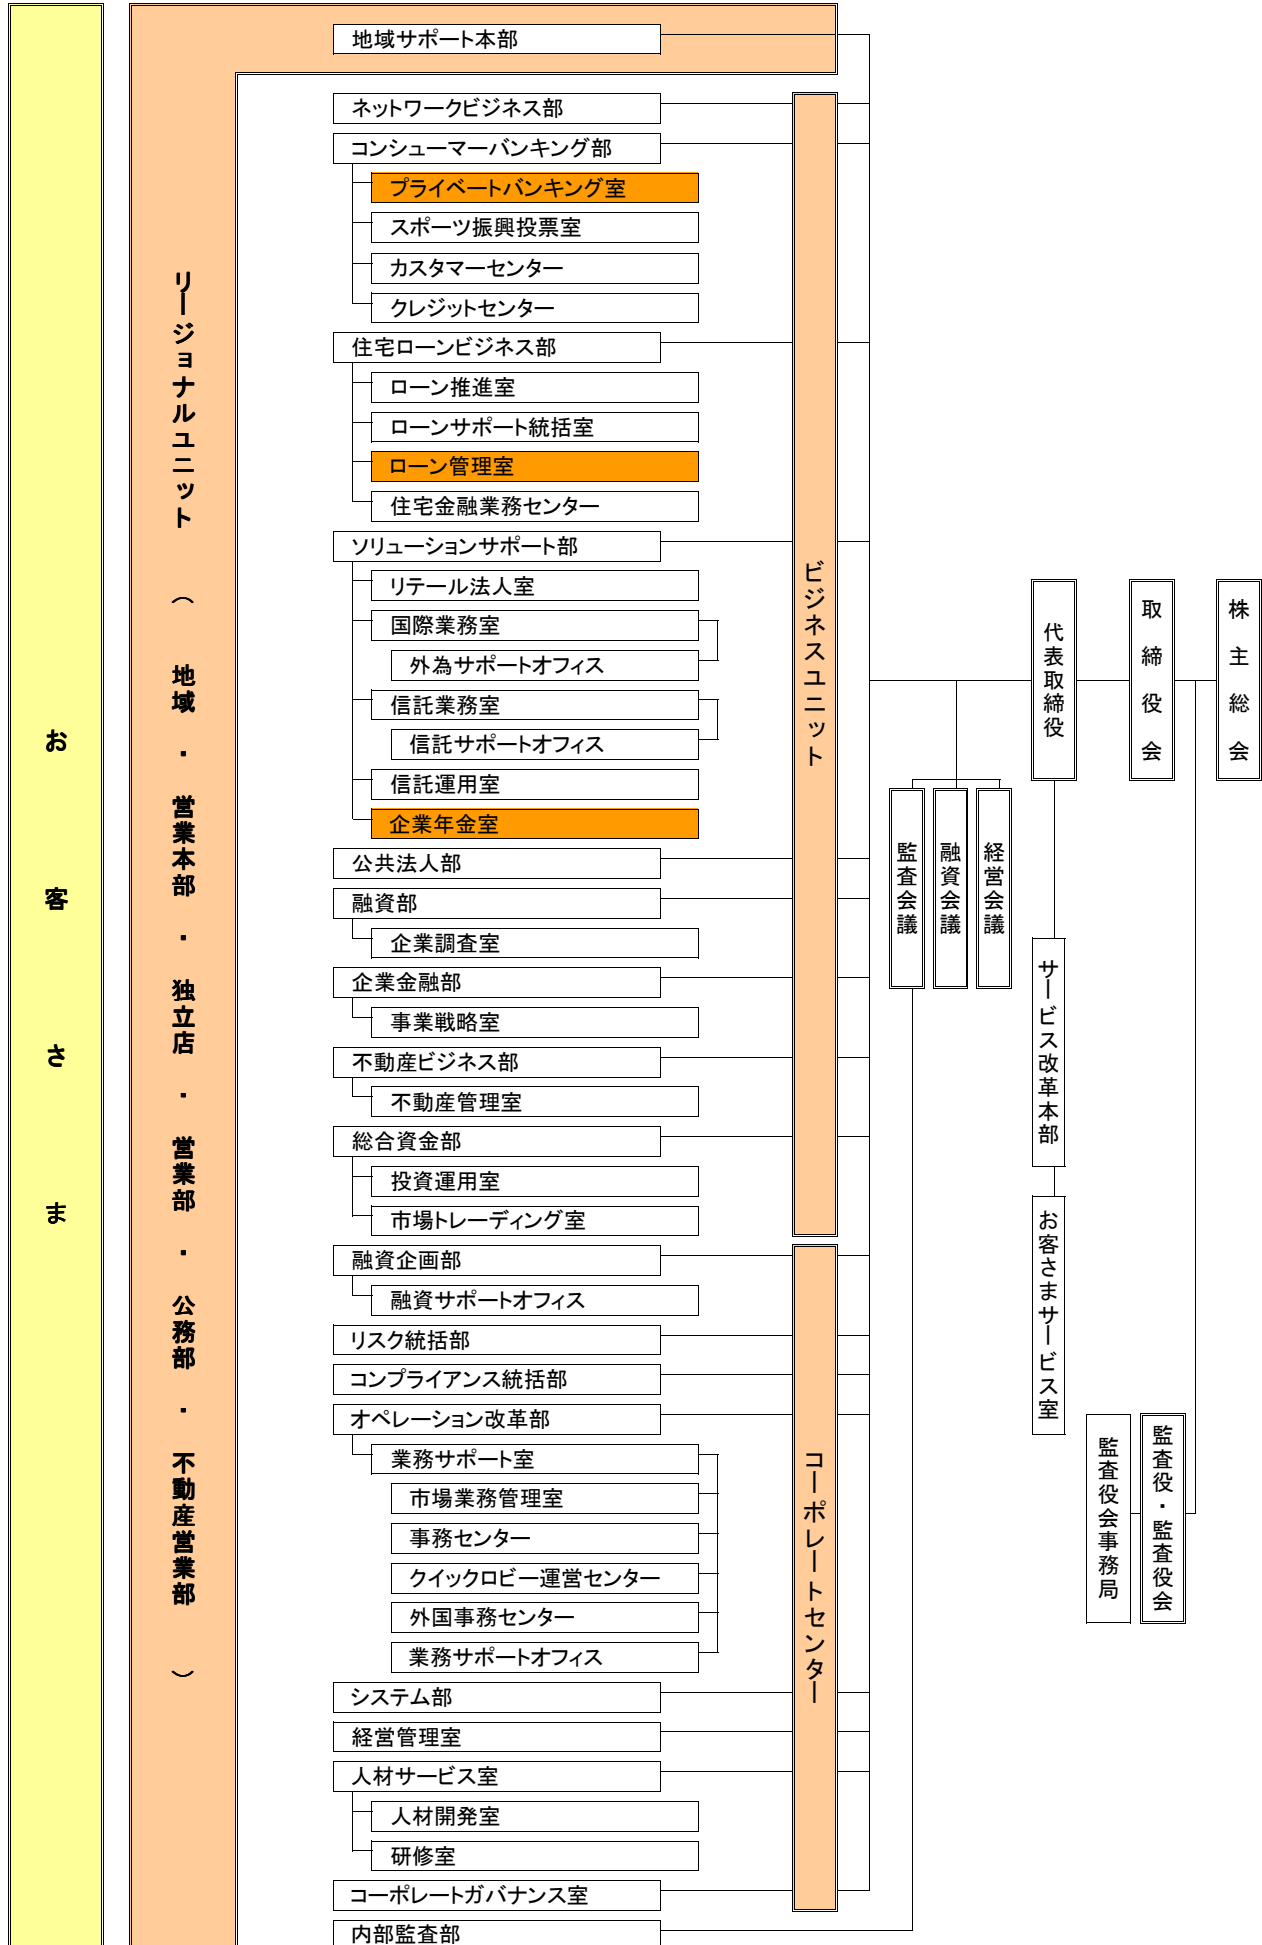 お客さま
リージョナルユニット （ 地域 ・ 営業本部 ・ 独立店 ・ 営業部 ・ 公務部 ・ 不動産営業部 ）
地域サポート本部
ネットワークビジネス部
コンシューマーバンキング部
プライベートバンキング室
スポーツ振興投票室
カスタマーセンター
クレジットセンター
住宅ローンビジネス部
ローン推進室
ローンサポート統括室
ローン管理室
住宅金融業務センター
ソリューションサポート部
リテール法人室
国際業務室
外為サポートオフィス
信託業務室
信託サポートオフィス
信託運用室
企業年金室
公共法人部
融資部
企業調査室
企業金融部
事業戦略室
不動産ビジネス部
不動産管理室
総合資金部
投資運用室
市場トレーディング室
融資企画部
融資サポートオフィス
リスク統括部
コンプライアンス統括部
オペレーション改革部
業務サポート室
市場業務管理室
事務センター
クイックロビー運営センター
外国事務センター
業務サポートオフィス
システム部
経営管理室
人材サービス室
人材開発室
研修室
コーポレートガバナンス室
内部監査部
ビジネスユニット
コーポレートセンター
監査会議
融資会議
経営会議
代表取締役
サービス改革本部
お客さまサービス室
取締役会
株主総会
監査役会事務局
監査役・監査役会